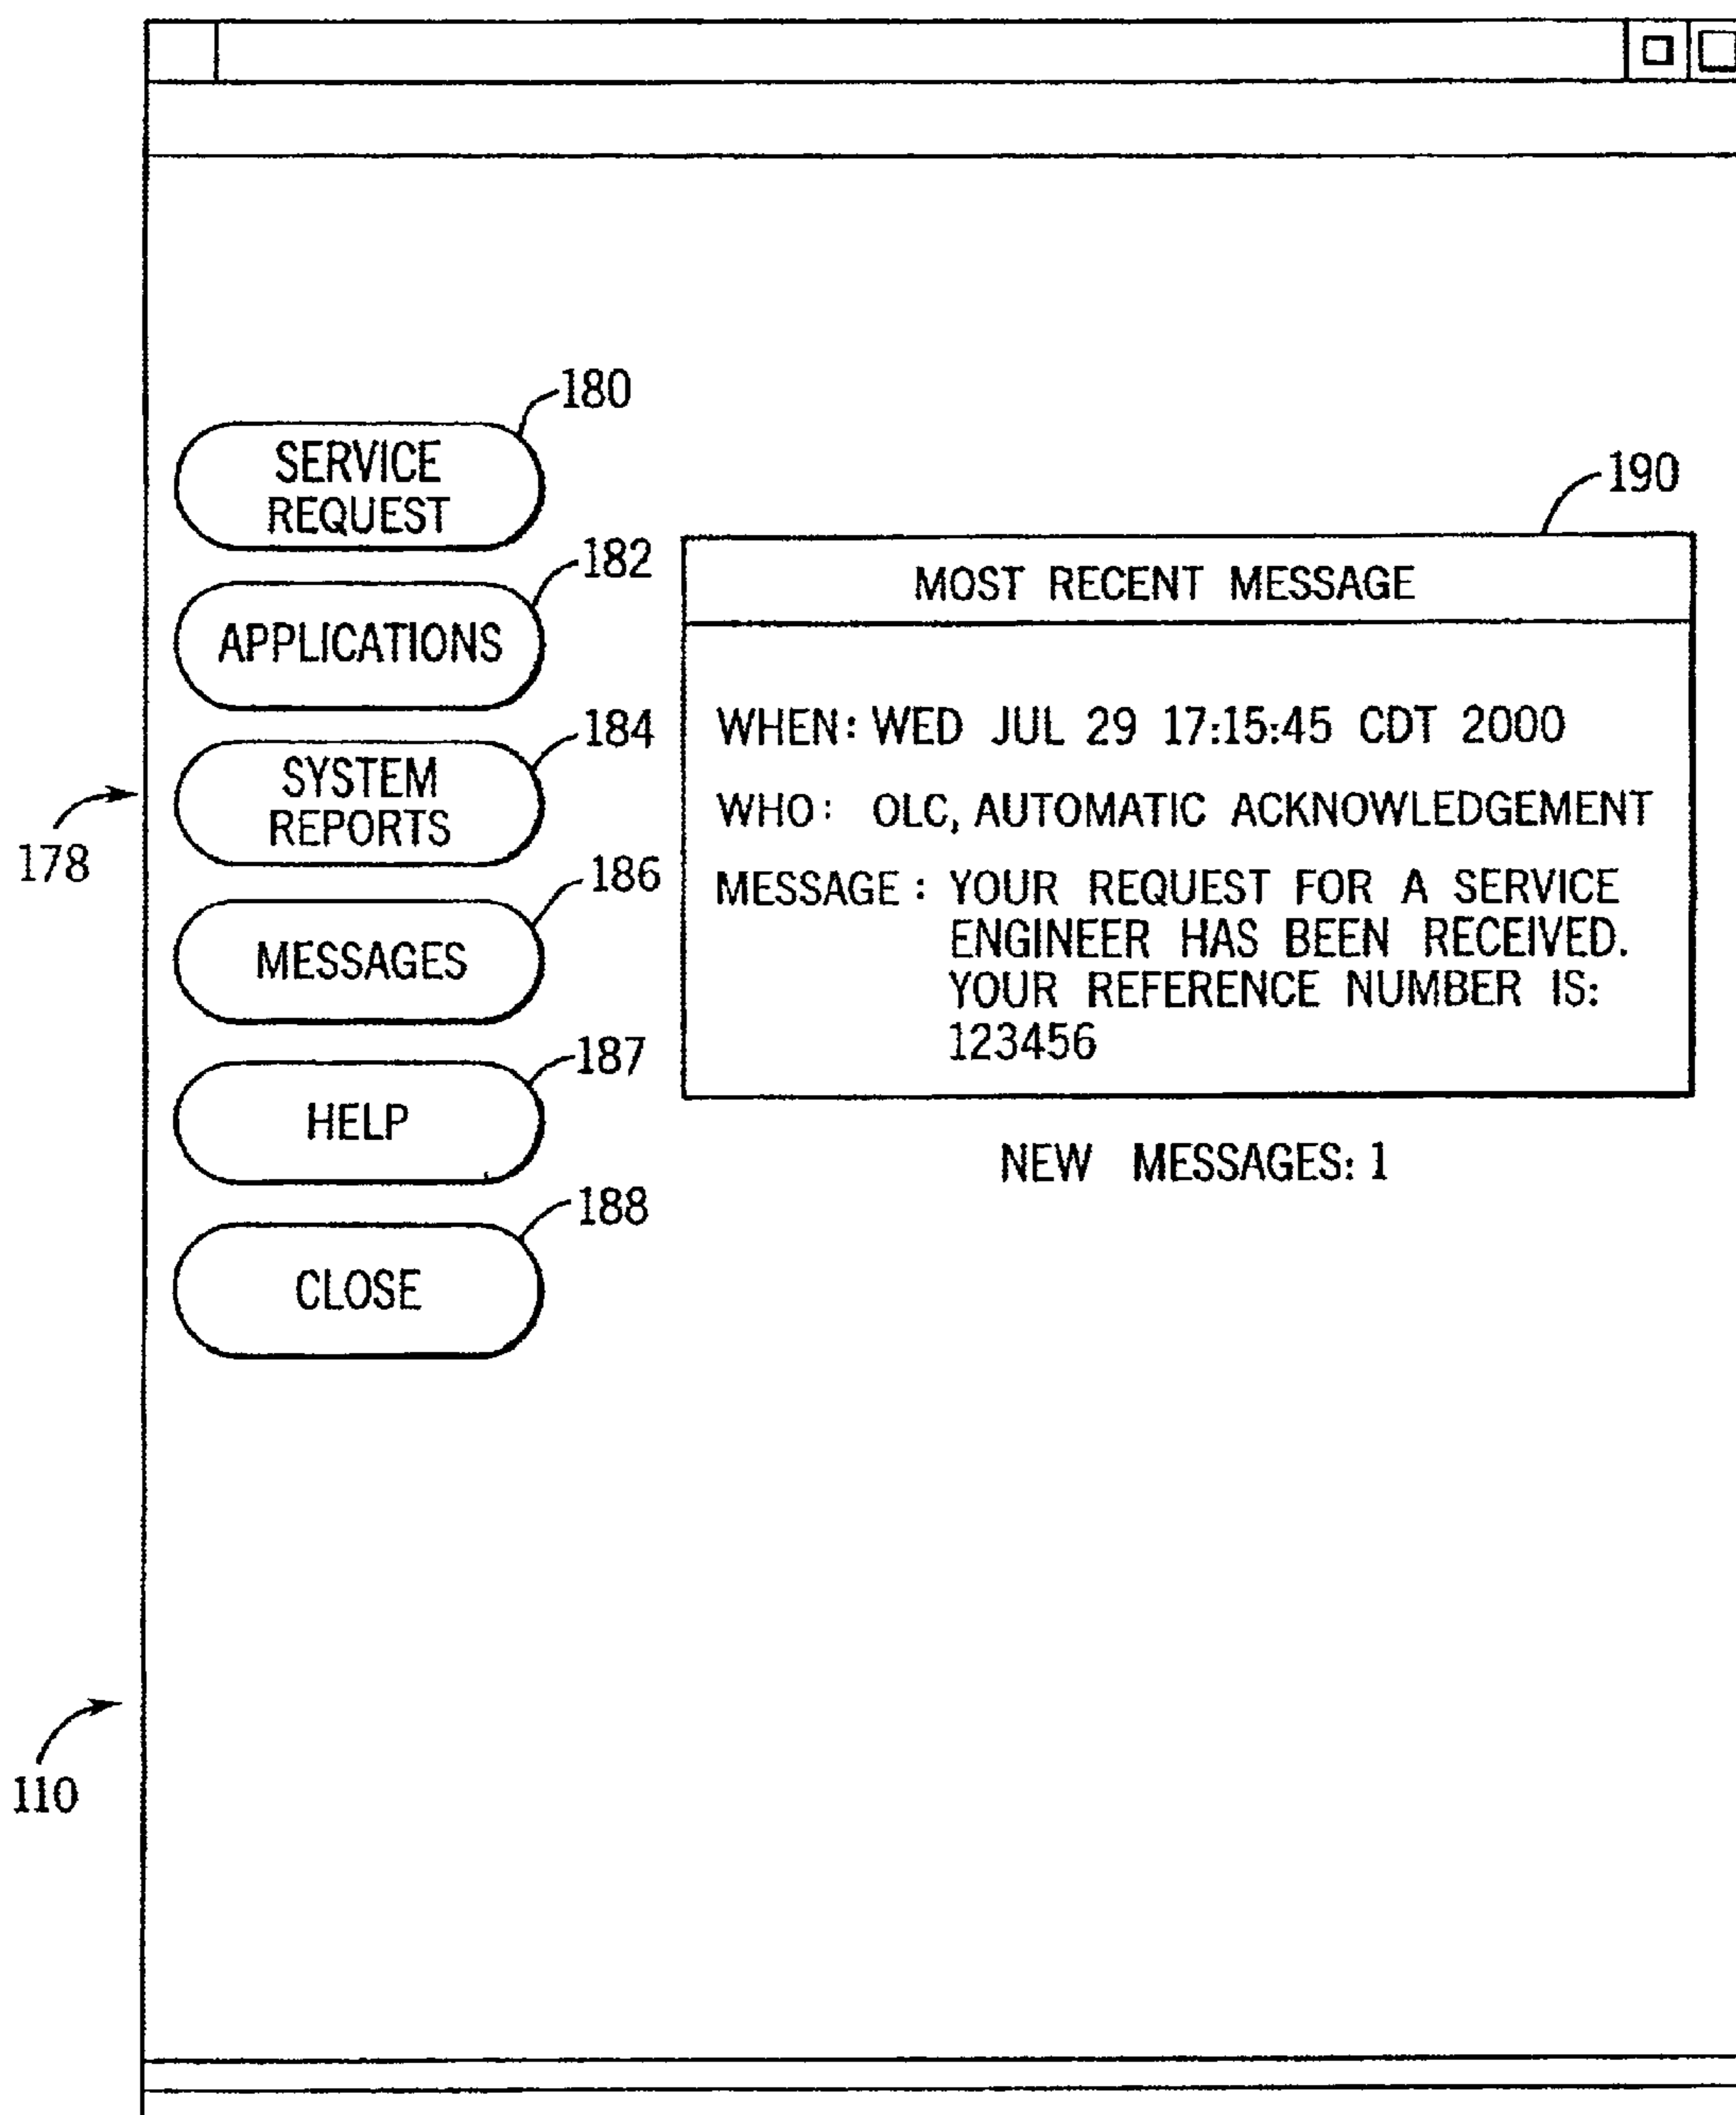 180
SERVICE
REQUEST
182
APPLICATIONS
184
SYSTEM
REPORTS
178
186
MESSAGES
187
HELP
188
CLOSE
110
190
MOST RECENT MESSAGE
WHEN: WED JUL 29 17:15:45 CDT 2000
WHO: OLC, AUTOMATIC ACKNOWLEDGEMENT
MESSAGE: YOUR REQUEST FOR A SERVICE
ENGINEER HAS BEEN RECEIVED.
YOUR REFERENCE NUMBER IS:
123456
NEW MESSAGES: 1